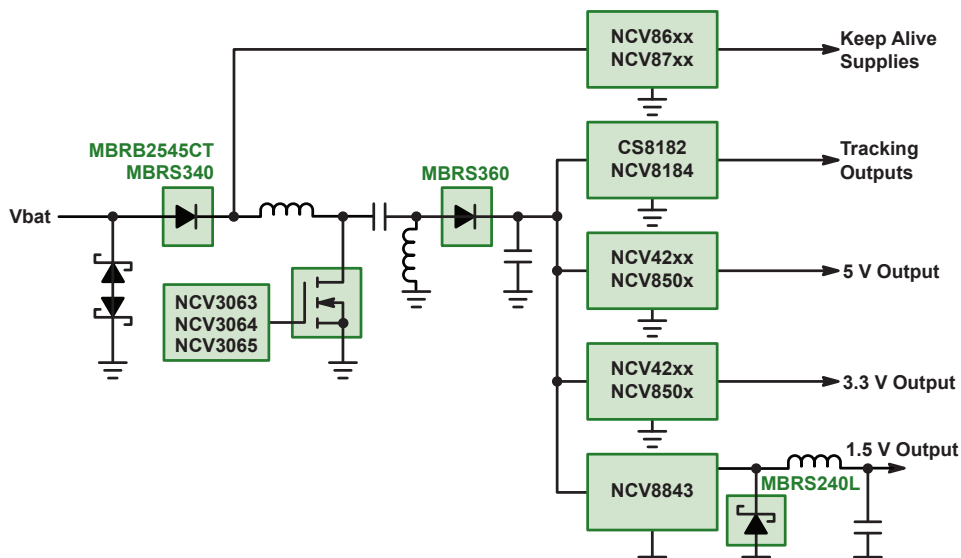 NCV86xx
NCV87xx
Keep Alive
Supplies
MBRB2545CT
MBRS340
MBRS360
CS8182
NCV8184
Tracking
Outputs
Vbat
NCV3063
NCV3064
NCV3065
NCV42xx
NCV850x
5 V Output
NCV42xx
NCV850x
3.3 V Output
NCV8843
1.5 V Output
MBRS240L